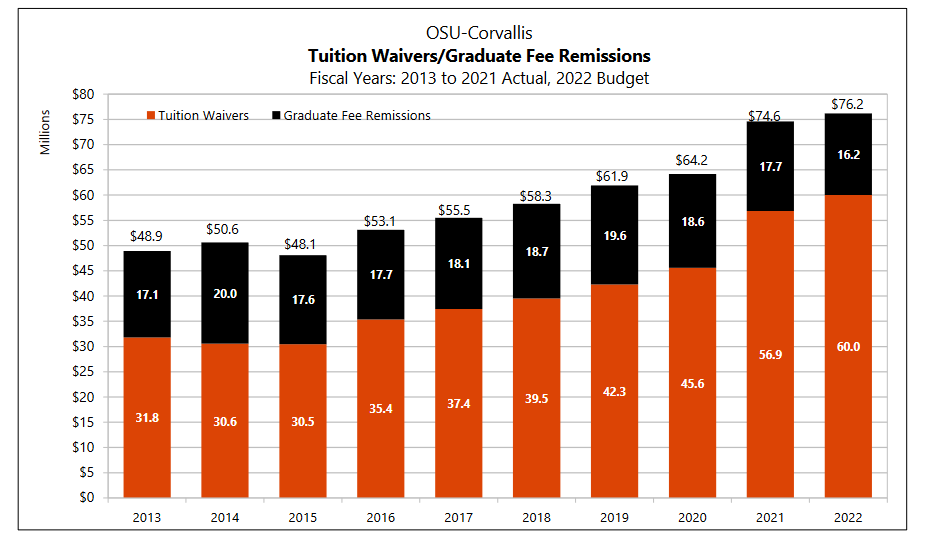 OSU-Corvallis
Tuition Waivers/Graduate Fee Remissions
Fiscal Years: 2013 to 2021 Actual, 2022 Budget
Millions
$80
$75
$70
$65
$60
$55
$50
$45
$40
$35
$30
$25
$20
$15
$10
$5
$0
Tuition Waivers Graduate Fee Remissions
$48.9 $50.6 $48.1 $53.1 $55.5 $58.3 $61.9 $64.2 $74.6 $76.2
17.1 20.0 17.6 17.7 18.1 18.7 19.6 18.6 17.7 16.2
31.8 30.6 30.5 35.4 37.4 39.5 42.3 45.6 56.9 60.0
2013 2014 2015 2016 2017 2018 2019 2020 2021 2022